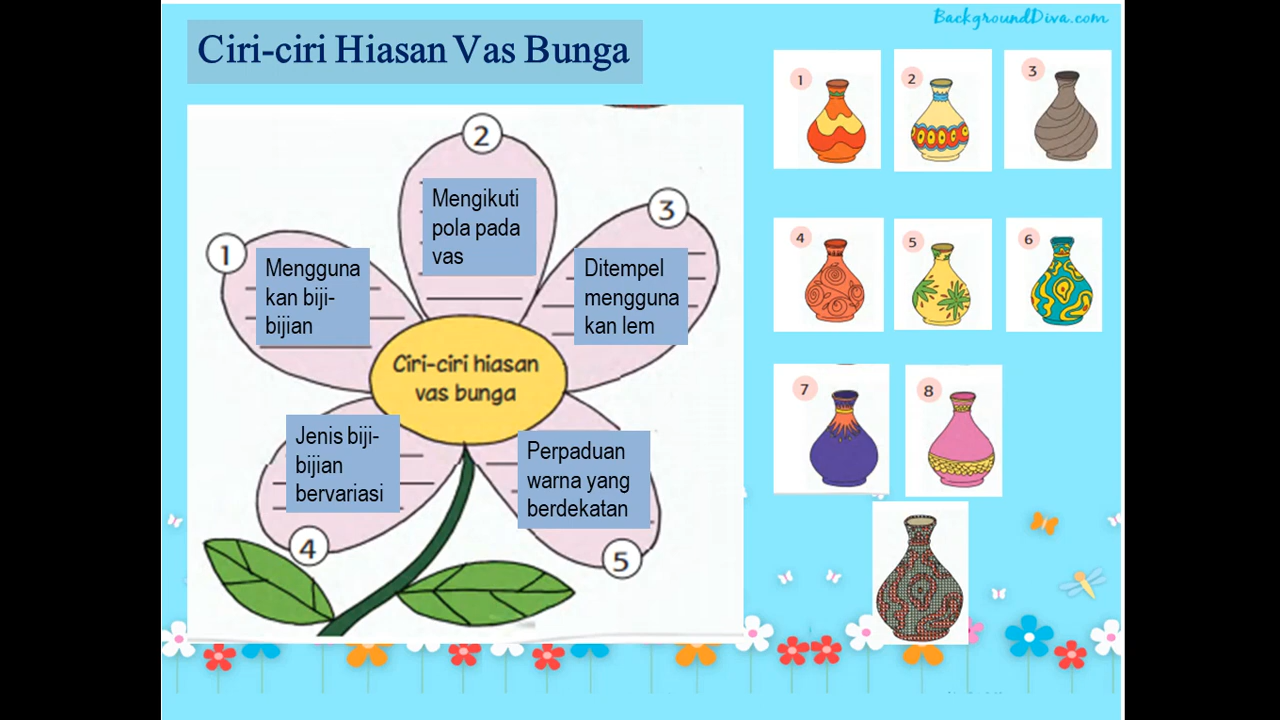 BackgroundDiva.com
Ciri-ciri Hiasan Vas Bunga
1
Mengguna
kan biji-
bijian
2
Mengikuti
pola pada
vas
3
Ditempel
mengguna
kan lem
Ciri-ciri hiasan
vas bunga
4
Jenis biji-
bijian
bervariasi
5
Perpaduan
warna yang
berdekatan
1
2
3
4
5
6
7
8